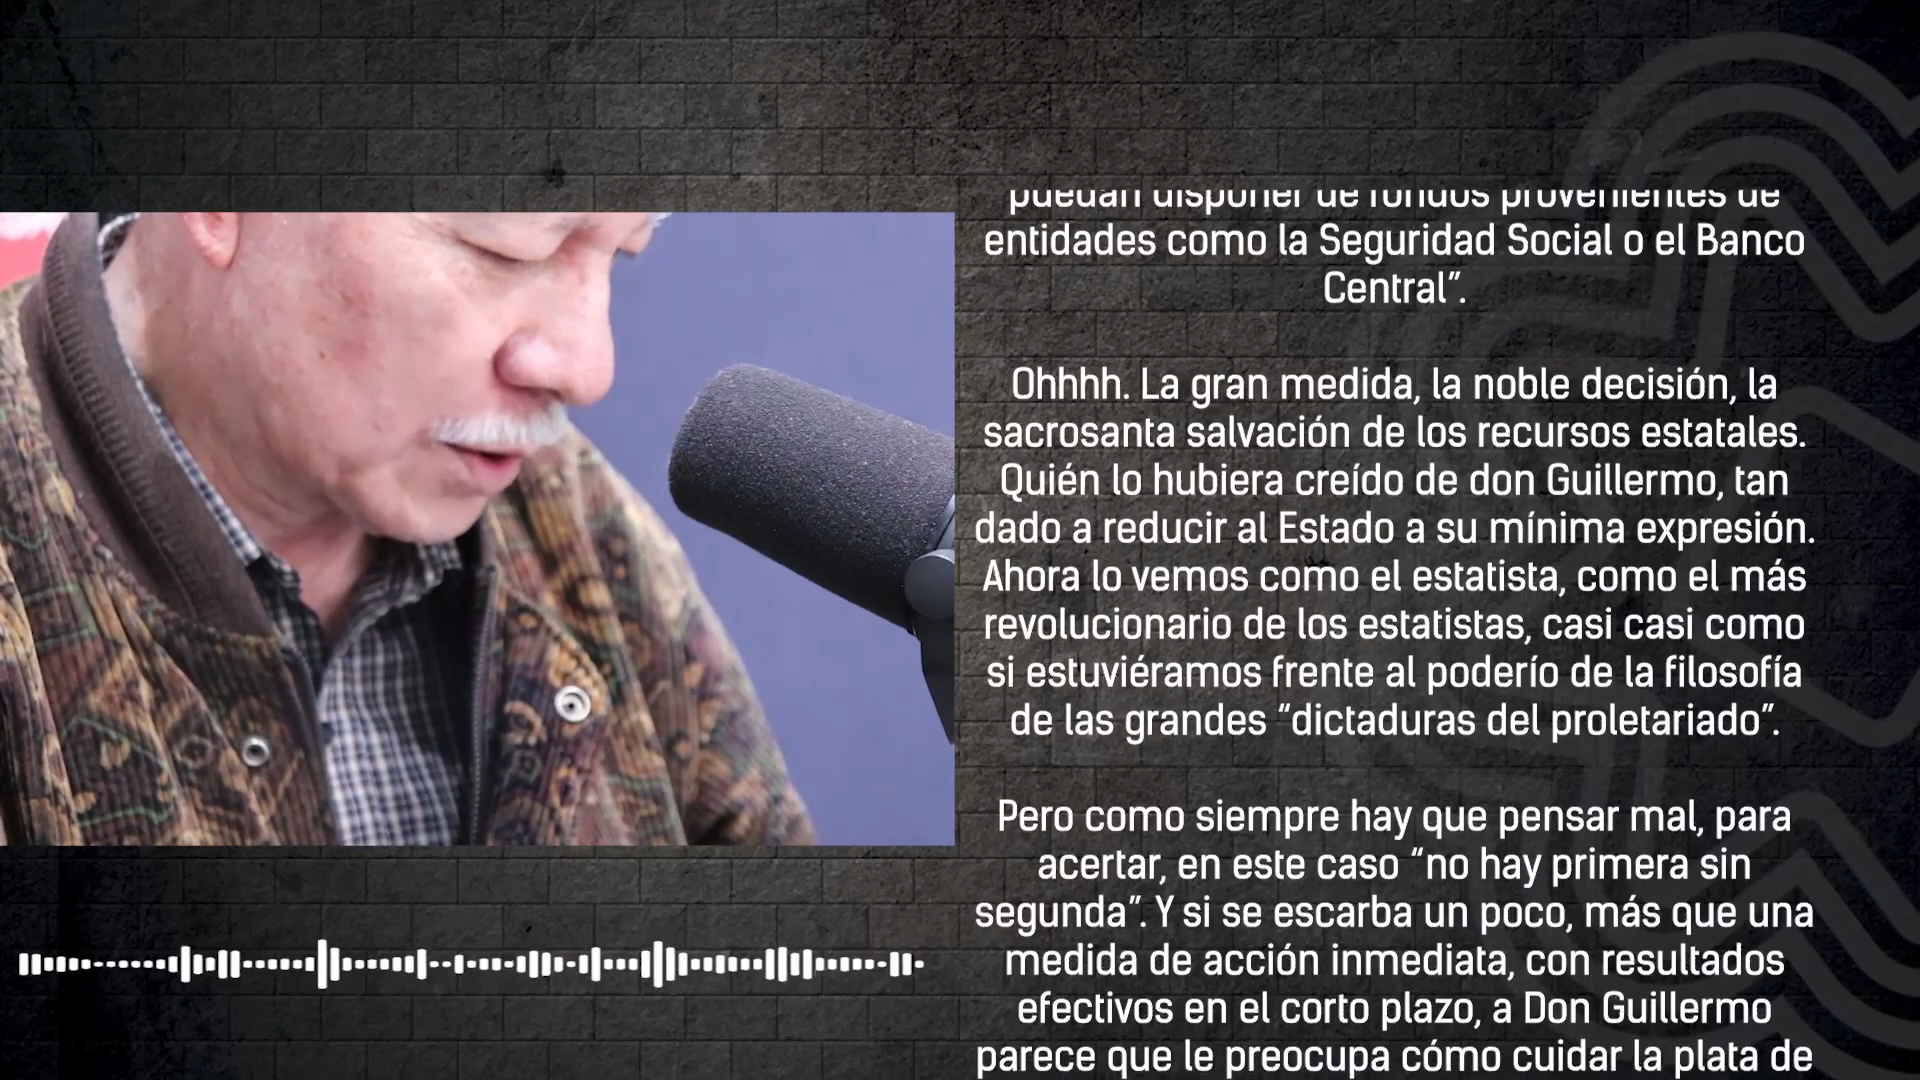 puedan disponer de fondos provenientes de
entidades como la Seguridad Social o el Banco
Central”.
Ohhhh. La gran medida, la noble decisión, la
sacrosanta salvación de los recursos estatales.
Quién lo hubiera creído de don Guillermo, tan
dado a reducir al Estado a su mínima expresión.
Ahora lo vemos como el estatista, como el más
revolucionario de los estatistas, casi casi como
si estuviéramos frente al poderío de la filosofía
de las grandes “dictaduras del proletariado”.
Pero como siempre hay que pensar mal, para
acertar, en este caso “no hay primera sin
segunda”. Y si se escarba un poco, más que una
medida de acción inmediata, con resultados
efectivos en el corto plazo, a Don Guillermo
parece que le preocupa cómo cuidar la plata de